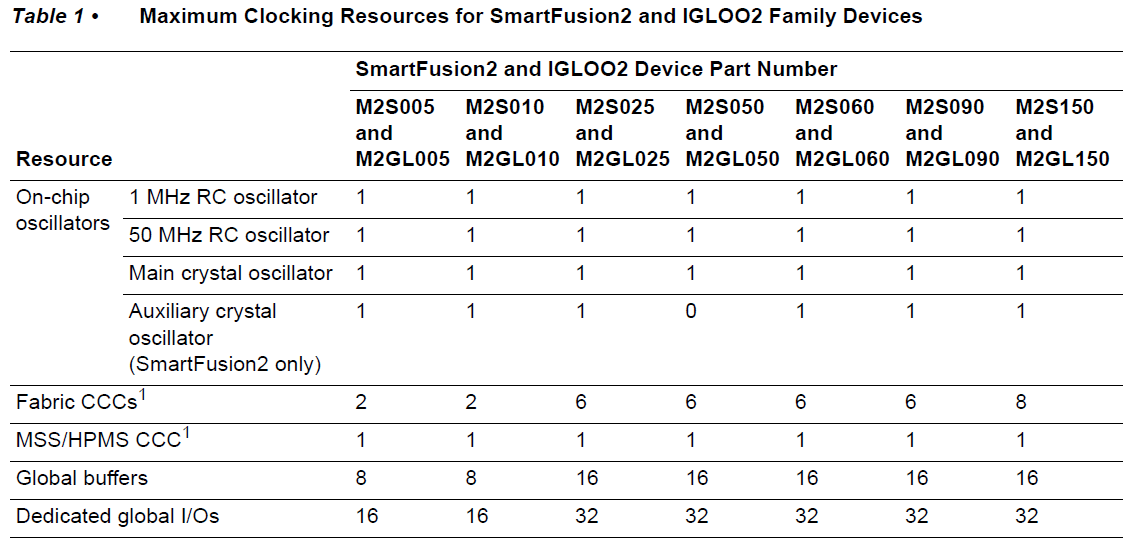 Table 1 • Maximum Clocking Resources for SmartFusion2 and IGLOO2 Family Devices
SmartFusion2 and IGLOO2 Device Part Number
M2S005 M2S010 M2S025 M2S050 M2S060 M2S090 M2S150
and and and and and and and
Resource M2GL005 M2GL010 M2GL025 M2GL050 M2GL060 M2GL090 M2GL150
On-chip 1 MHz RC oscillator 1 1 1 1 1 1 1
oscillators
50 MHz RC oscillator 1 1 1 1 1 1 1
Main crystal oscillator 1 1 1 1 1 1 1
Auxiliary crystal 1 1 1 0 1 1 1
oscillator
(SmartFusion2 only)
Fabric CCCs1 2 2 6 6 6 6 8
MSS/HPMS CCC1 1 1 1 1 1 1 1
Global buffers 8 8 16 16 16 16 16
Dedicated global I/Os 16 16 32 32 32 32 32